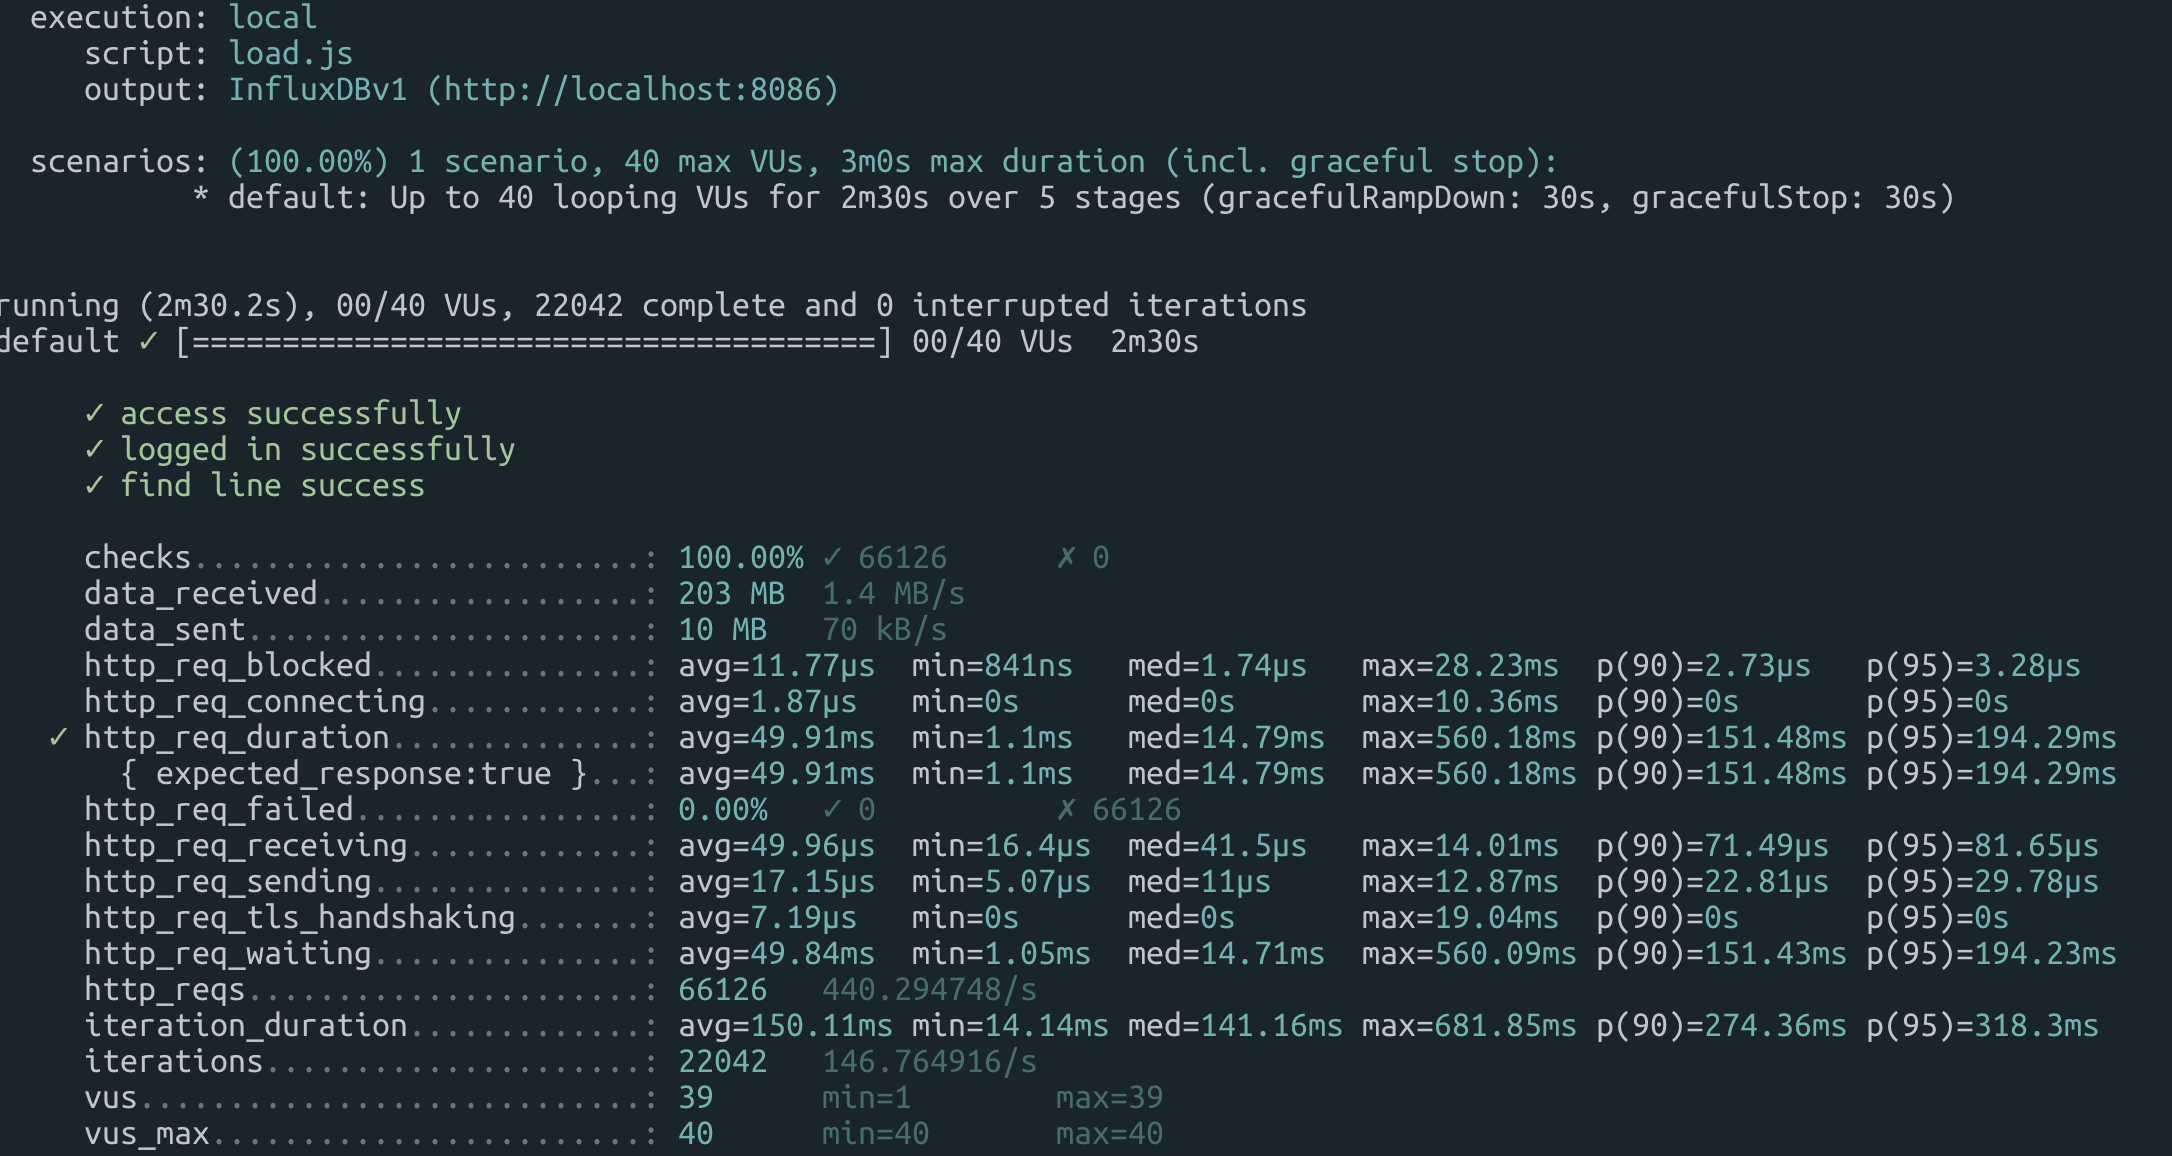 execution: local
script: load.js
output: InfluxDBv1 (http://localhost:8086)
scenarios: (100.00%) 1 scenario, 40 max VUs, 3m0s max duration (incl. graceful stop):
* default: Up to 40 looping VUs for 2m30s over 5 stages (gracefulRampDown: 30s, gracefulStop: 30s)
running (2m30.2s), 00/40 VUs, 22042 complete and 0 interrupted iterations
default ✓ [======================================] 00/40 VUs  2m30s
✓ access successfully
✓ logged in successfully
✓ find line success
checks.........................: 100.00% ✓ 66126      ✗ 0
data_received..................: 203 MB  1.4 MB/s
data_sent......................: 10 MB   70 kB/s
http_req_blocked...............: avg=11.77µs  min=841ns   med=1.74µs   max=28.23ms  p(90)=2.73µs   p(95)=3.28µs
http_req_connecting............: avg=1.87µs   min=0s      med=0s       max=10.36ms  p(90)=0s       p(95)=0s
✓ http_req_duration..............: avg=49.91ms  min=1.1ms   med=14.79ms  max=560.18ms p(90)=151.48ms p(95)=194.29ms
{ expected_response:true }...: avg=49.91ms  min=1.1ms   med=14.79ms  max=560.18ms p(90)=151.48ms p(95)=194.29ms
http_req_failed................: 0.00%   ✓ 0          ✗ 66126
http_req_receiving.............: avg=49.96µs  min=16.4µs  med=41.5µs   max=14.01ms  p(90)=71.49µs  p(95)=81.65µs
http_req_sending...............: avg=17.15µs  min=5.07µs  med=11µs     max=12.87ms  p(90)=22.81µs  p(95)=29.78µs
http_req_tls_handshaking.......: avg=7.19µs   min=0s      med=0s       max=19.04ms  p(90)=0s       p(95)=0s
http_req_waiting...............: avg=49.84ms  min=1.05ms  med=14.71ms  max=560.09ms p(90)=151.43ms p(95)=194.23ms
http_reqs......................: 66126   440.294748/s
iteration_duration.............: avg=150.11ms min=14.14ms med=141.16ms max=681.85ms p(90)=274.36ms p(95)=318.3ms
iterations.....................: 22042   146.764916/s
vus............................: 39      min=1        max=39
vus_max........................: 40      min=40       max=40